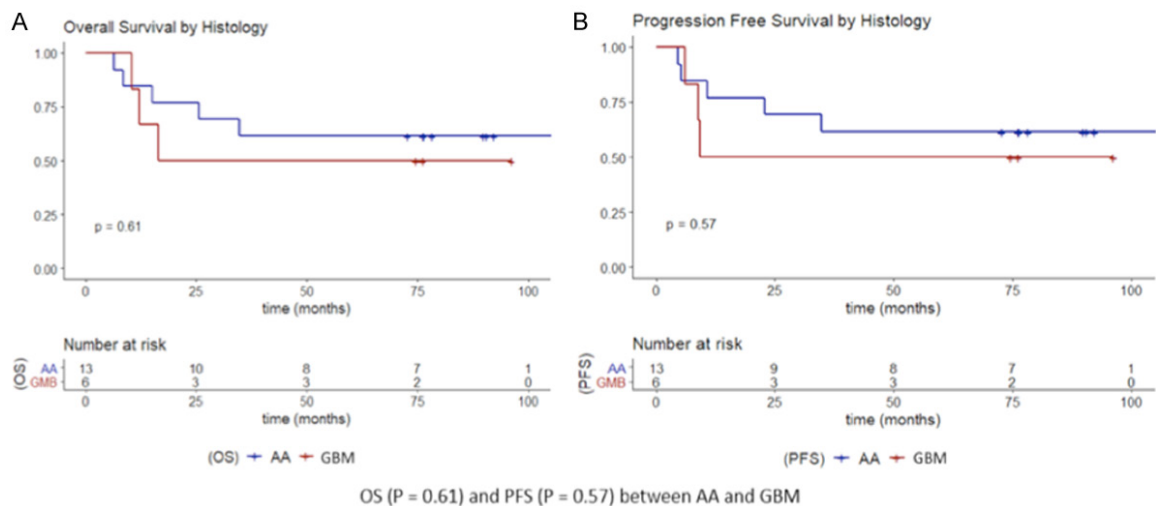 A
Overall Survival by Histology
1.00
0.75
0.50
0.25
0.00
p = 0.61
0 25 50 75 100
time (months)
Number at risk
(OS)
AA 13 10 8 7 1
GMB 6 3 3 2 0
0 25 50 75 100
time (months)
(OS) AA GBM
B
Progression Free Survival by Histology
1.00
0.75
0.50
0.25
0.00
p = 0.57
0 25 50 75 100
time (months)
Number at risk
(PFS)
AA 13 9 8 7 1
GMB 6 3 3 2 0
0 25 50 75 100
time (months)
(PFS) AA GBM
OS (P = 0.61) and PFS (P = 0.57) between AA and GBM